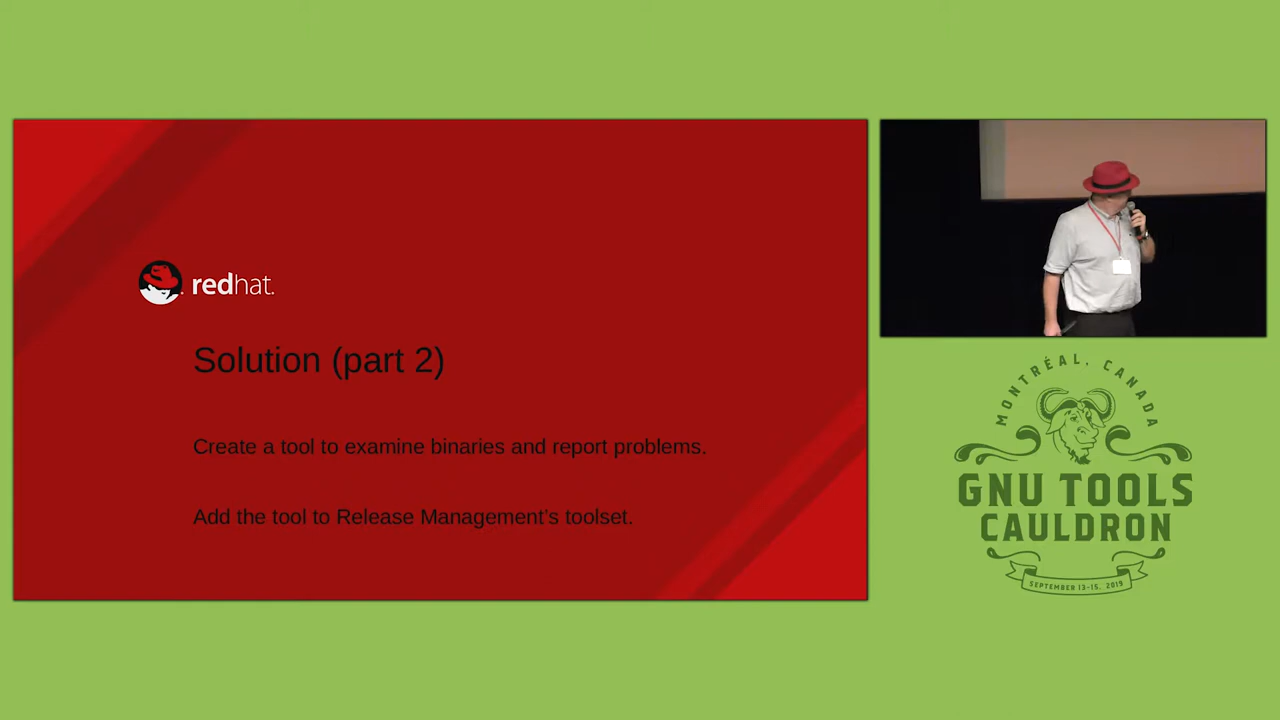 redhat.
Solution (part 2)
Create a tool to examine binaries and report problems.
Add the tool to Release Management's toolset.
MONTRÉAL, CANADA
GNU TOOLS
CAULDRON
SEPTEMBER 13-15, 2019